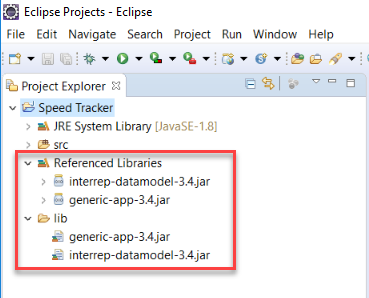 Eclipse Projects - Eclipse
File Edit Navigate Search Project Run Window Help
Project Explorer
Speed Tracker
JRE System Library [JavaSE-1.8]
src
Referenced Libraries
interrep-datamodel-3.4.jar
generic-app-3.4.jar
lib
generic-app-3.4.jar
interrep-datamodel-3.4.jar